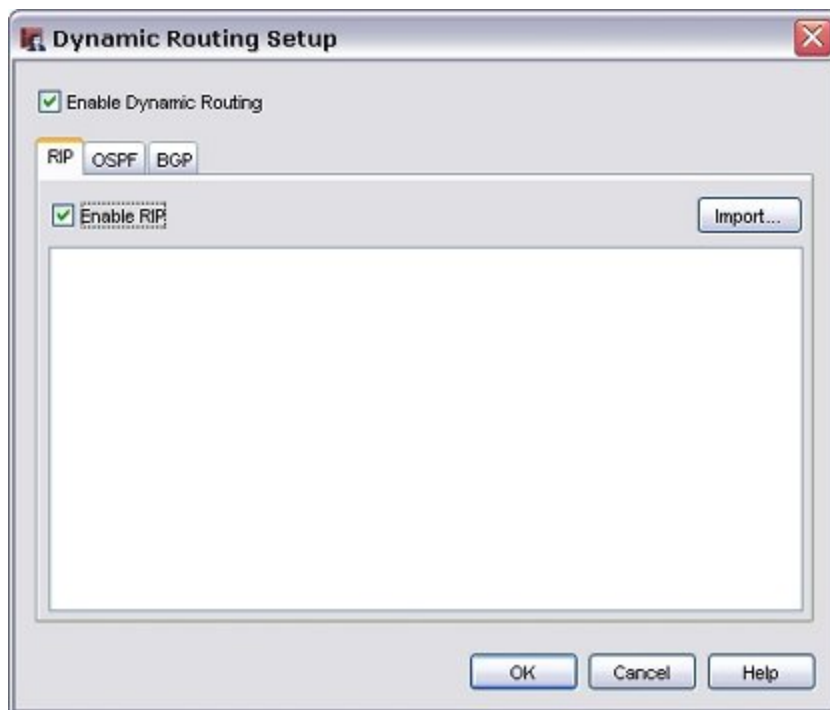 Dynamic Routing Setup
Enable Dynamic Routing
RIP OSPF BGP
Enable RIP Import...
OK Cancel Help